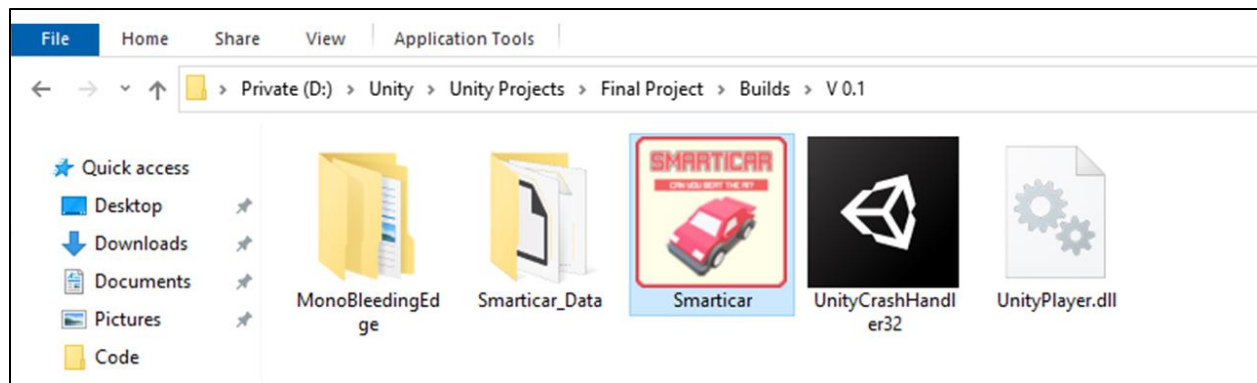 File Home Share View Application Tools
Private (D:) > Unity > Unity Projects > Final Project > Builds > V 0.1
Quick access
Desktop
Downloads
Documents
Pictures
Code
SMARTICAR
CAN YOU BEAT THE AI?
MonoBleedingEd
ge
Smarticar_Data
Smarticar
UnityCrashHandl
er32
UnityPlayer.dll